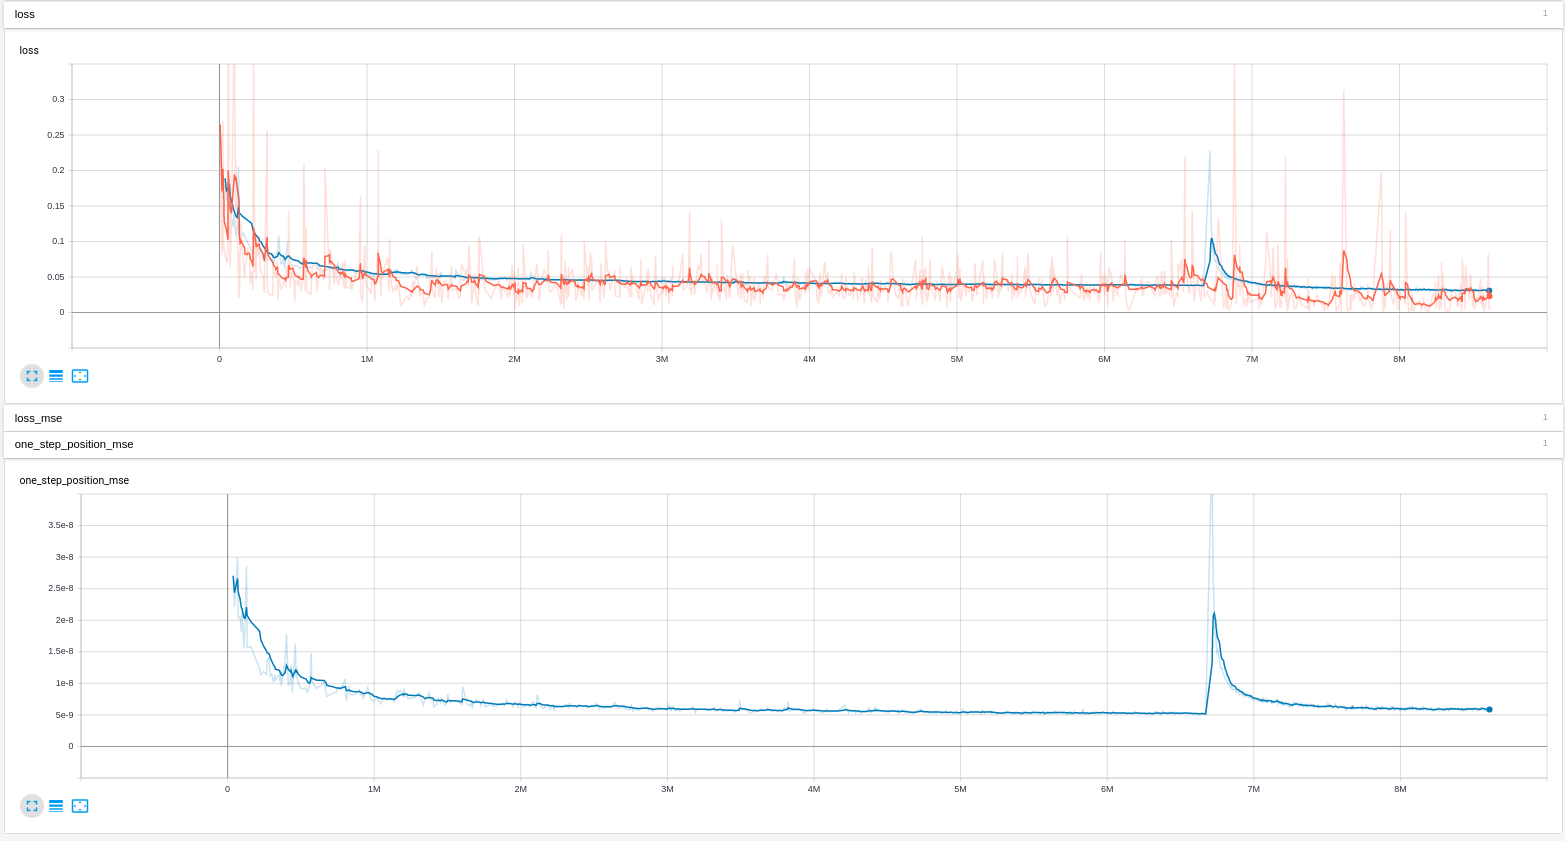 loss 1
loss
0.3
0.25
0.2
0.15
0.1
0.05
0
0 1M 2M 3M 4M 5M 6M 7M 8M
loss_mse 1
one_step_position_mse 1
one_step_position_mse
3.5e-8
3e-8
2.5e-8
2e-8
1.5e-8
1e-8
5e-9
0
0 1M 2M 3M 4M 5M 6M 7M 8M